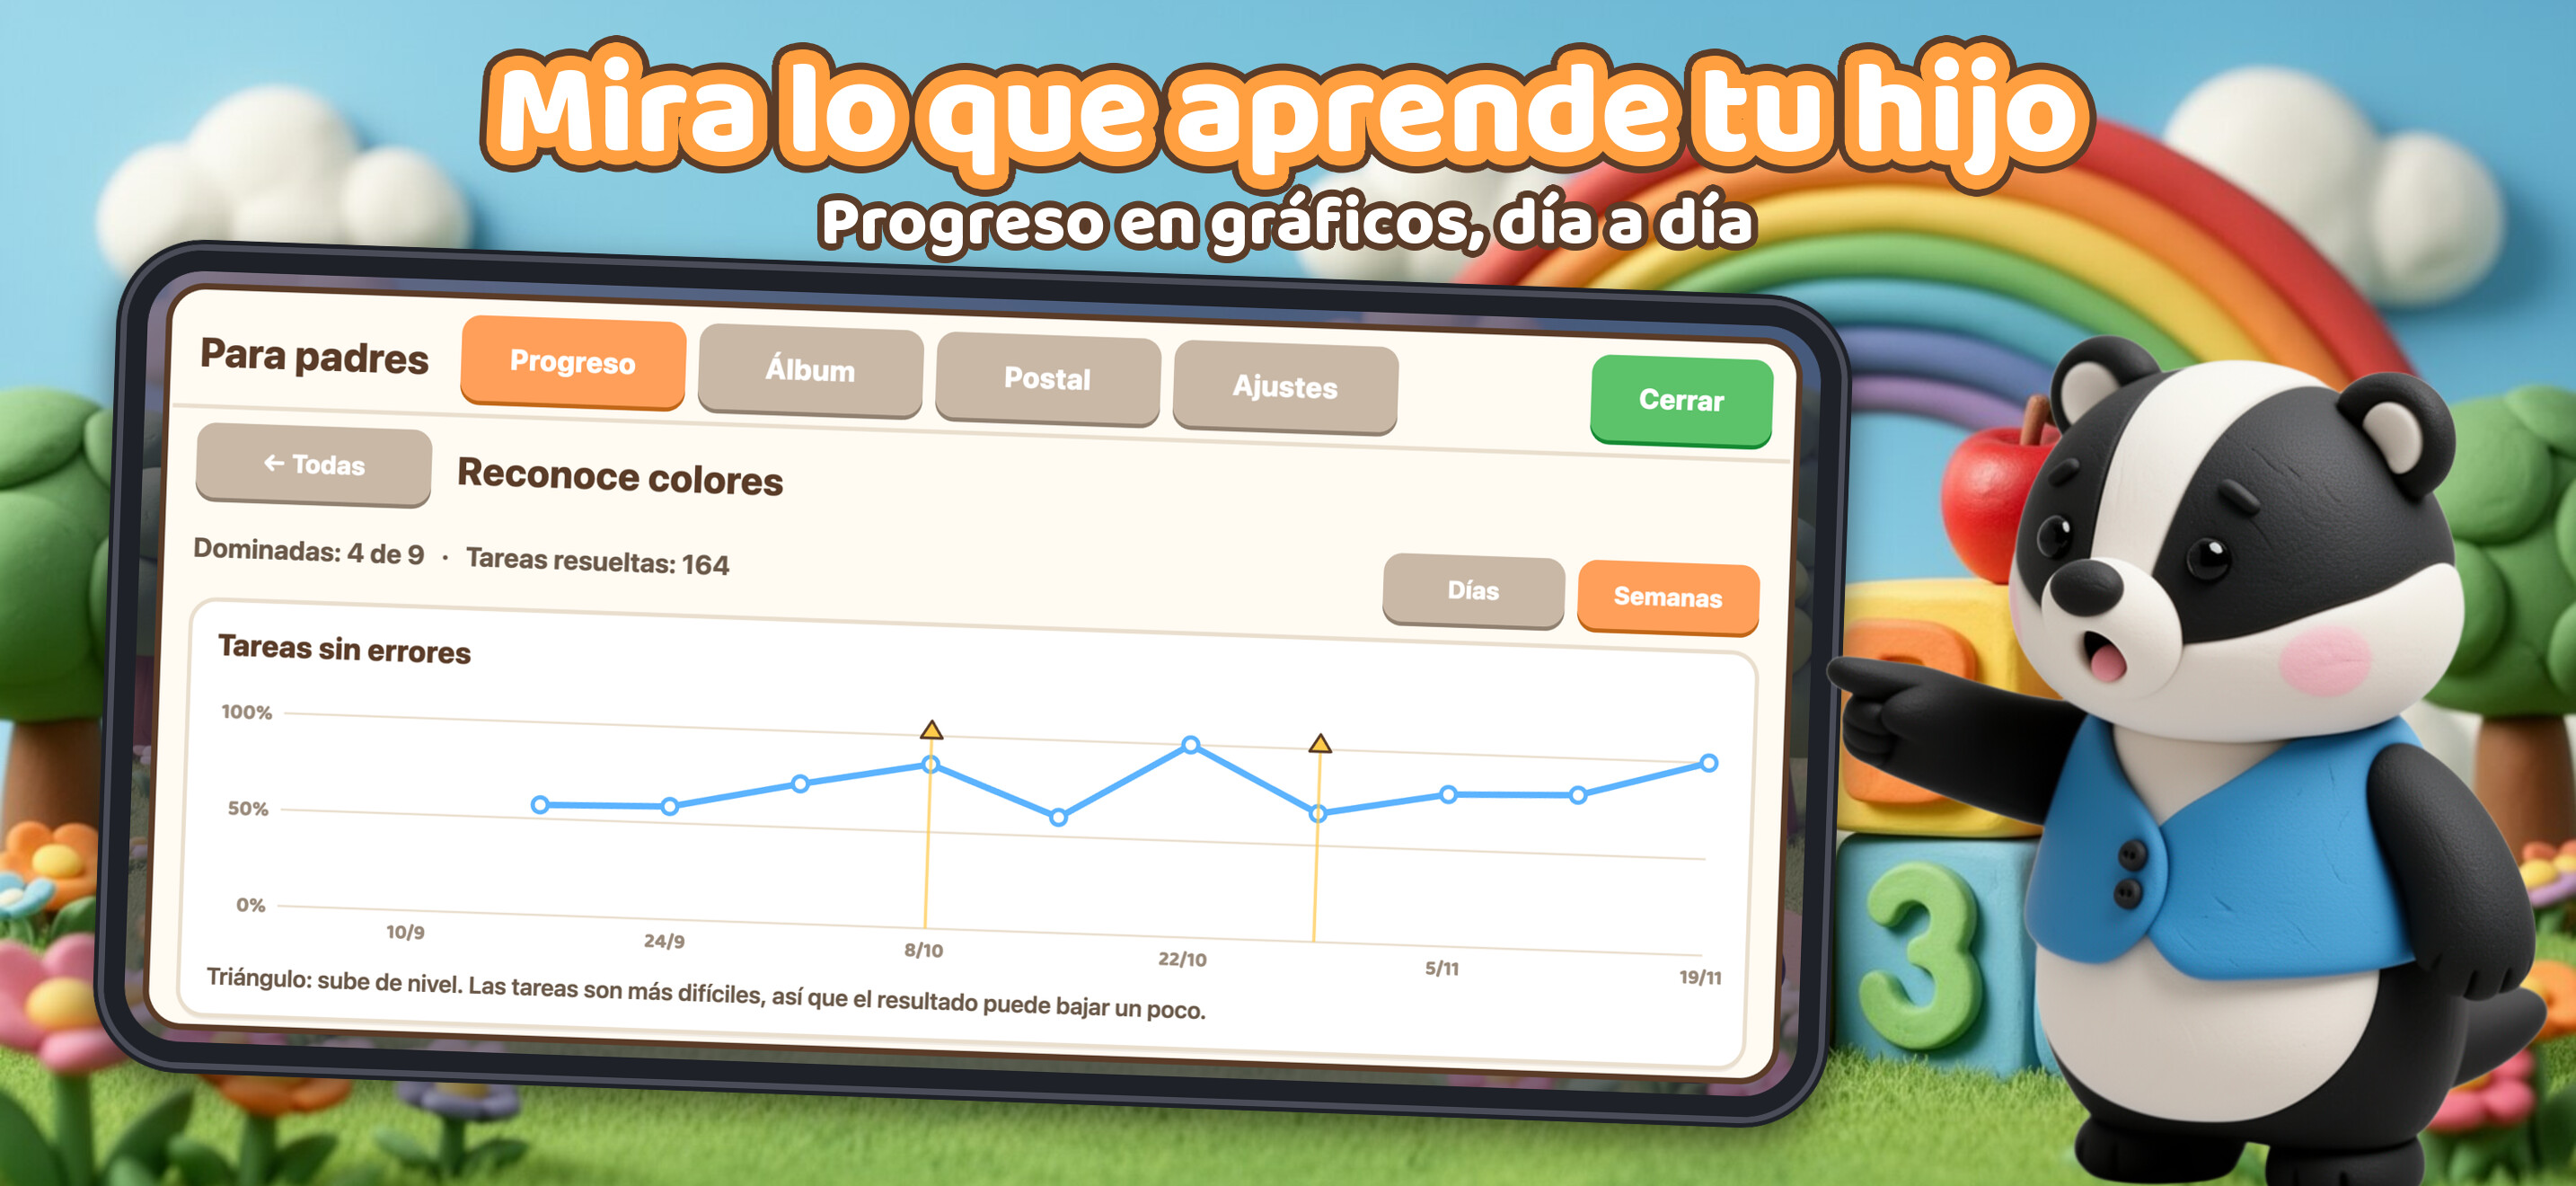 Mira lo que aprende tu hijo
Progreso en gráficos, día a día
Para padres
Progreso
Álbum
Postal
Ajustes
Cerrar
← Todas
Reconoce colores
Dominadas: 4 de 9 · Tareas resueltas: 164
Días
Semanas
Tareas sin errores
100%
50%
0%
10/9
24/9
8/10
22/10
5/11
19/11
Triángulo: sube de nivel. Las tareas son más difíciles, así que el resultado puede bajar un poco.
3